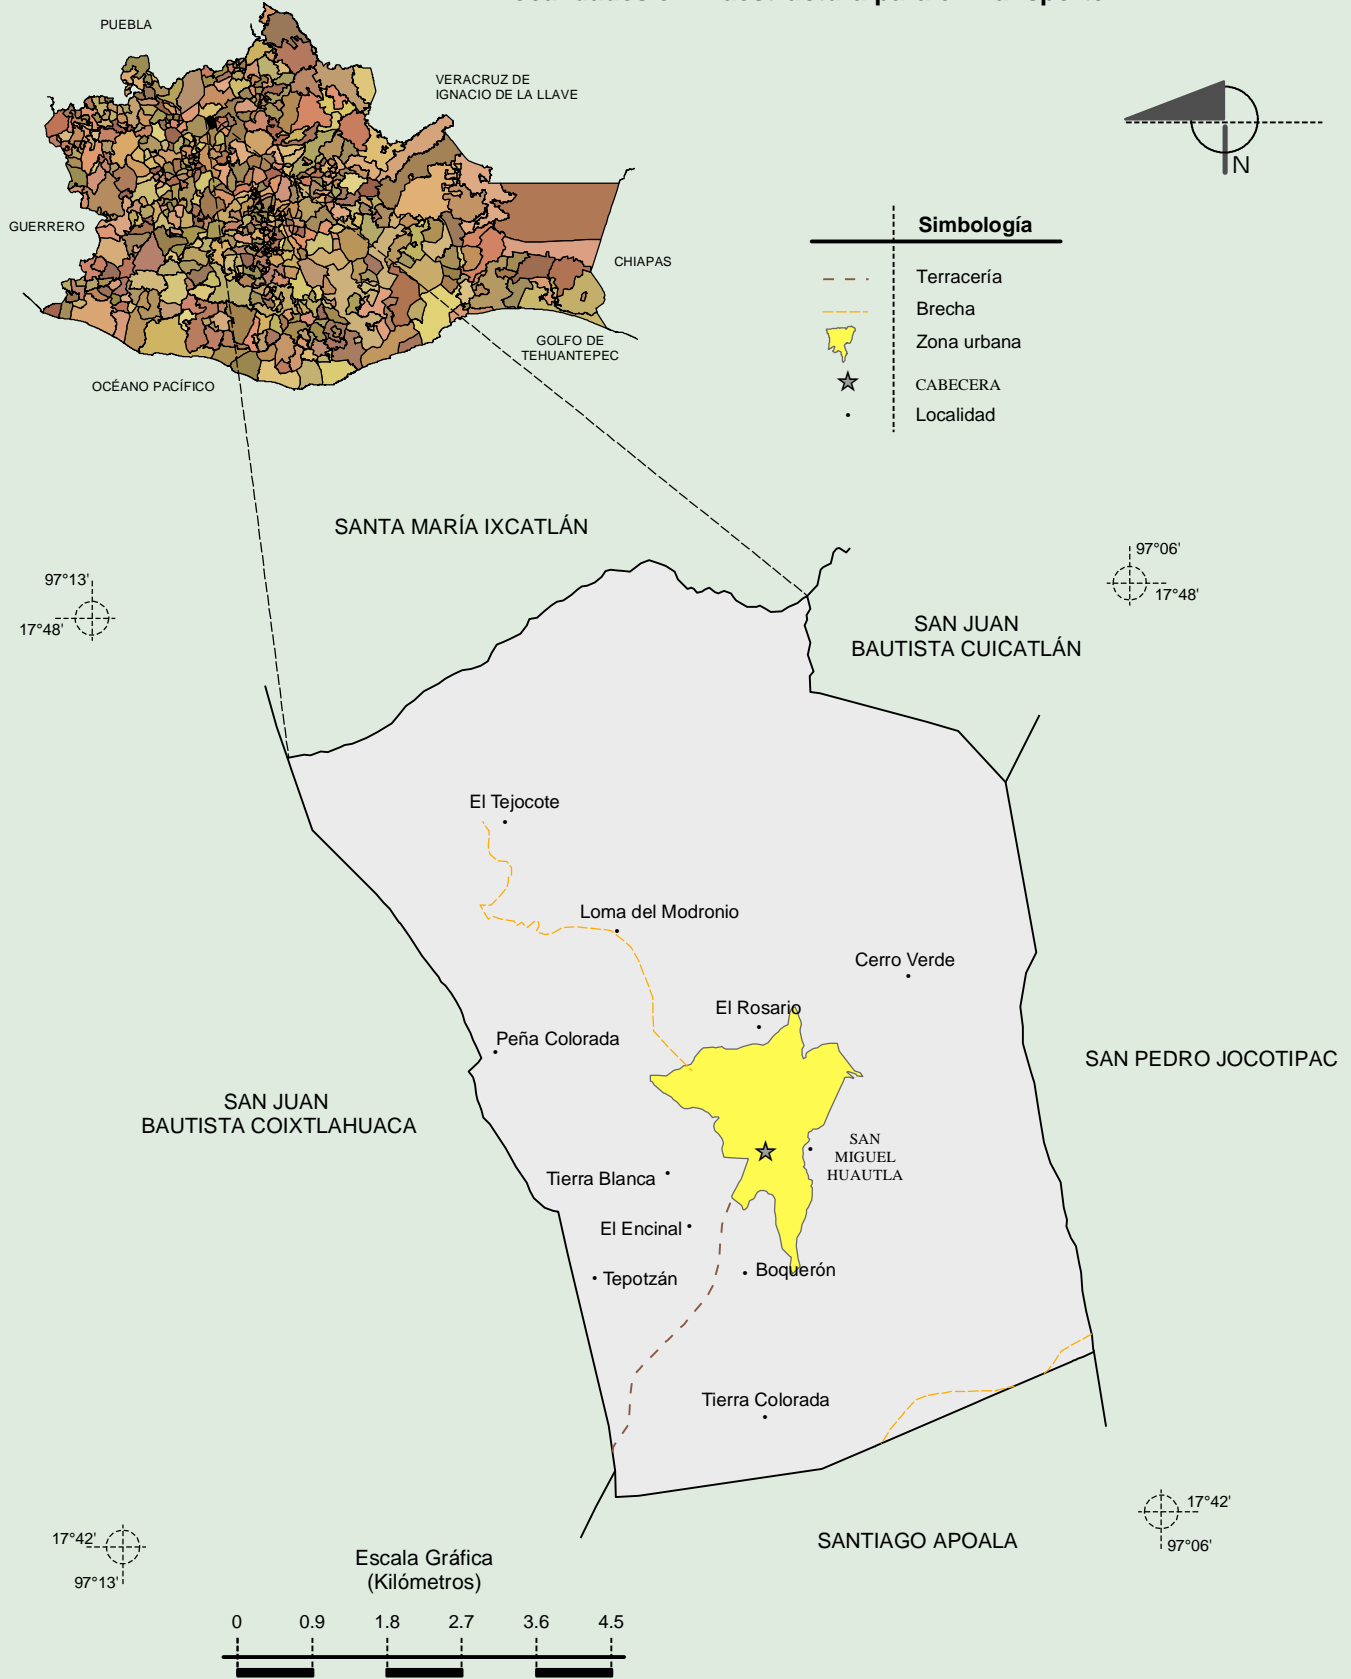 PUEBLA
VERACRUZ DE
IGNACIO DE LA LLAVE
GUERRERO
CHIAPAS
GOLFO DE
TEHUANTEPEC
OCÉANO PACÍFICO
N
Simbología
Terracería
Brecha
Zona urbana
CABECERA
Localidad
SANTA MARÍA IXCATLÁN
97°13'
17°48'
97°06'
17°48'
SAN JUAN
BAUTISTA CUICATLÁN
El Tejocote
Loma del Modronio
Cerro Verde
El Rosario
Peña Colorada
SAN PEDRO JOCOTIPAC
SAN JUAN
BAUTISTA COIXTLAHUACA
SAN
MIGUEL
HUAUTLA
Tierra Blanca
El Encinal
Tepotzán
Boquerón
Tierra Colorada
17°42'
97°13'
17°42'
97°06'
SANTIAGO APOALA
Escala Gráfica
(Kilómetros)
0 0.9 1.8 2.7 3.6 4.5